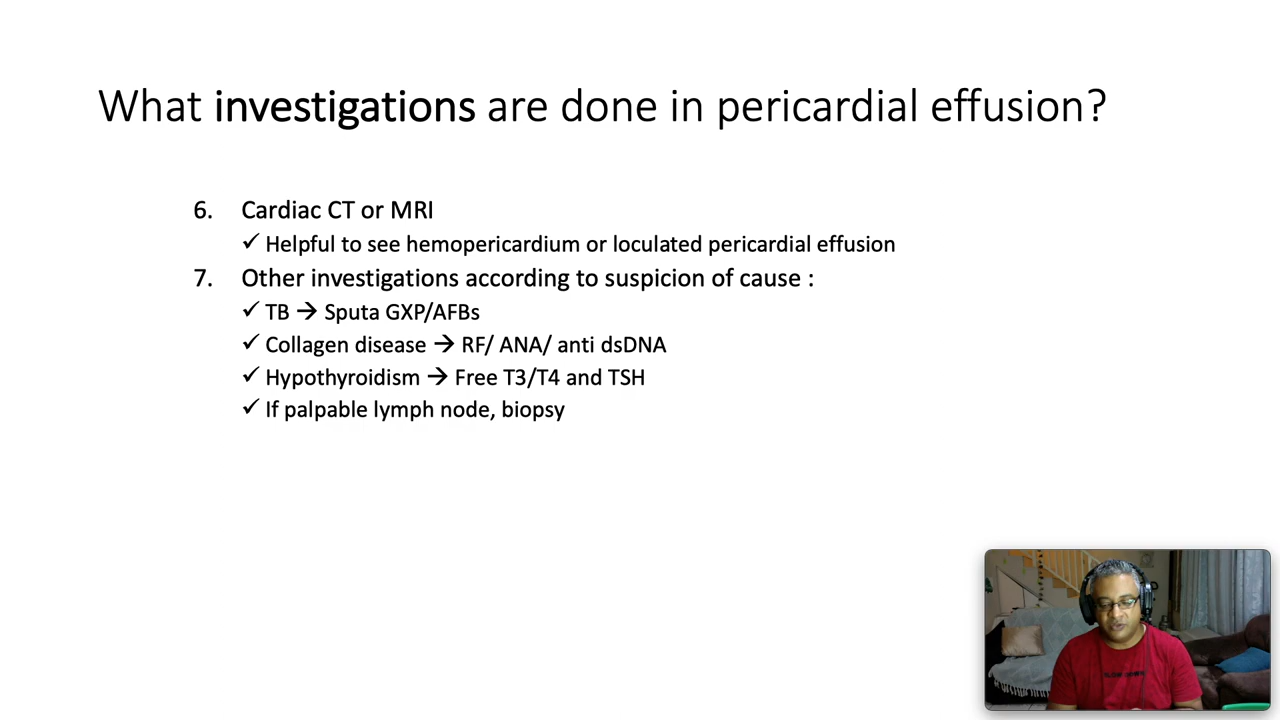 What investigations are done in pericardial effusion?
6. Cardiac CT or MRI
✓ Helpful to see hemopericardium or loculated pericardial effusion
7. Other investigations according to suspicion of cause :
✓ TB → Sputa GXP/AFBs
✓ Collagen disease → RF/ ANA/ anti dsDNA
✓ Hypothyroidism → Free T3/T4 and TSH
✓ If palpable lymph node, biopsy